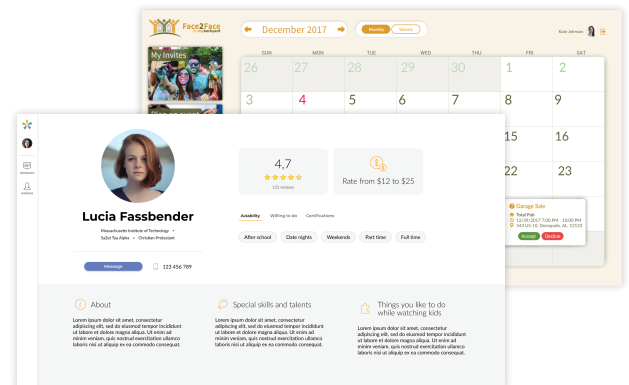 Face2Face
December 2017
Monthly
Weekly
Kate Johnson
My Invites
SUN MON TUE WED THU FRI SAT
26 27 28 29 30 1 2
3 4 5 6 7 8 9
15 16
22 23
Garage Sale
Total Pub
12/29/2017 7:00 PM - 10:00 PM
Accept Decline
Lucia Fassbender
Massachusetts Institute of Technology
SaZot Tau Alpha • Christian-Protestant
Message
123 456 789
4,7
123 reviews
Rate from $12 to $25
Avability Willing to do Certifications
After school Date nights Weekends Part time Full time
About
Lorem ipsum dolor sit amet, consectetur
adipiscing elit, sed do eiusmod tempor incididunt
ut labore et dolore magna aliqua. Ut enim ad
minim veniam, quis nostrud exercitation ullamco
laboris nisi ut aliquip ex ea commodo consequat.
Special skills and talents
Lorem ipsum dolor sit amet, consectetur
adipiscing elit, sed do eiusmod tempor incididunt
ut labore et dolore magna aliqua. Ut enim ad
minim veniam, quis nostrud exercitation ullamco
laboris nisi ut aliquip ex ea commodo consequat.
Things you like to do
while watching kids
Lorem ipsum dolor sit amet, consectetur
adipiscing elit, sed do eiusmod tempor incididunt
ut labore et dolore magna aliqua. Ut enim ad
minim veniam, quis nostrud exercitation ullamco
laboris nisi ut aliquip ex ea commodo consequat.